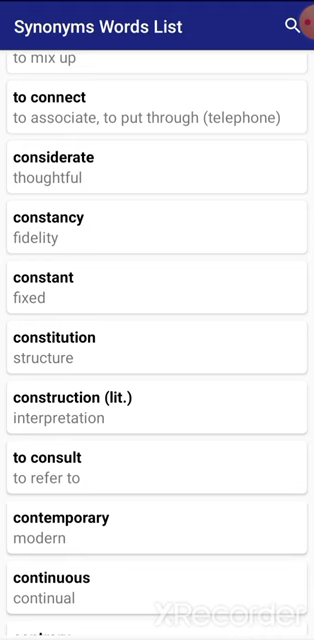 Synonyms Words List
to mix up
to connect
to associate, to put through (telephone)
considerate
thoughtful
constancy
fidelity
constant
fixed
constitution
structure
construction (lit.)
interpretation
to consult
to refer to
contemporary
modern
continuous
continual
XRecorder